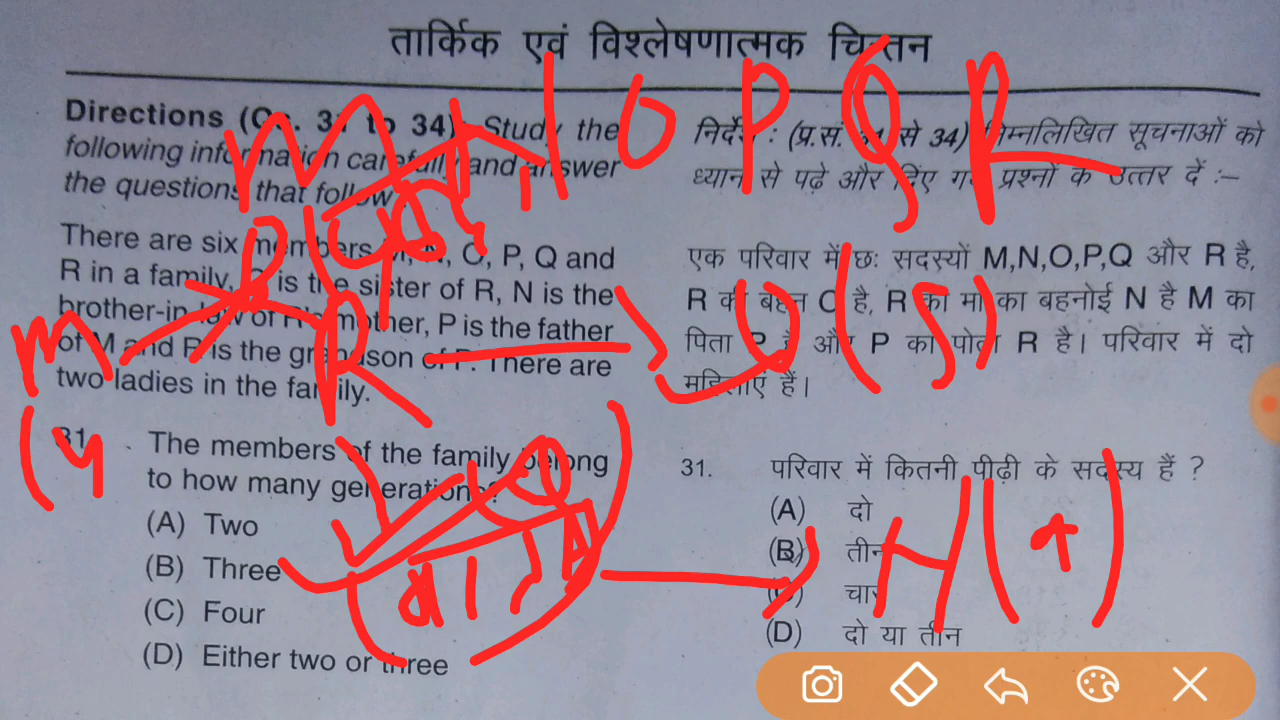 तार्किक एवं विश्लेषणात्मक चिन्तन
Directions (Q. 31 to 34): Study the
following information carefully and answer
the questions that follow
There are six members M, N, O, P, Q and
R in a family, O is the sister of R, N is the
brother-in-law of R's mother, P is the father
of M and R is the grandson of P. There are
two ladies in the family.
31. The members of the family belong
to how many generations?
(A) Two
(B) Three
(C) Four
(D) Either two or three
निर्देश : (प्र.सं. 31 से 34) निम्नलिखित सूचनाओं को
ध्यान से पढ़े और दिए गए प्रश्नों के उत्तर दें :–
एक परिवार में छः सदस्यों M,N,O,P,Q और R है,
R की बहन O है, R की मां का बहनोई N है M का
पिता P है और P का पोता R है। परिवार में दो
महिलाएं हैं।
31. परिवार में कितनी पीढ़ी के सदस्य हैं ?
(A) दो
(B) तीन
(C) चार
(D) दो या तीन
M
O P Q R